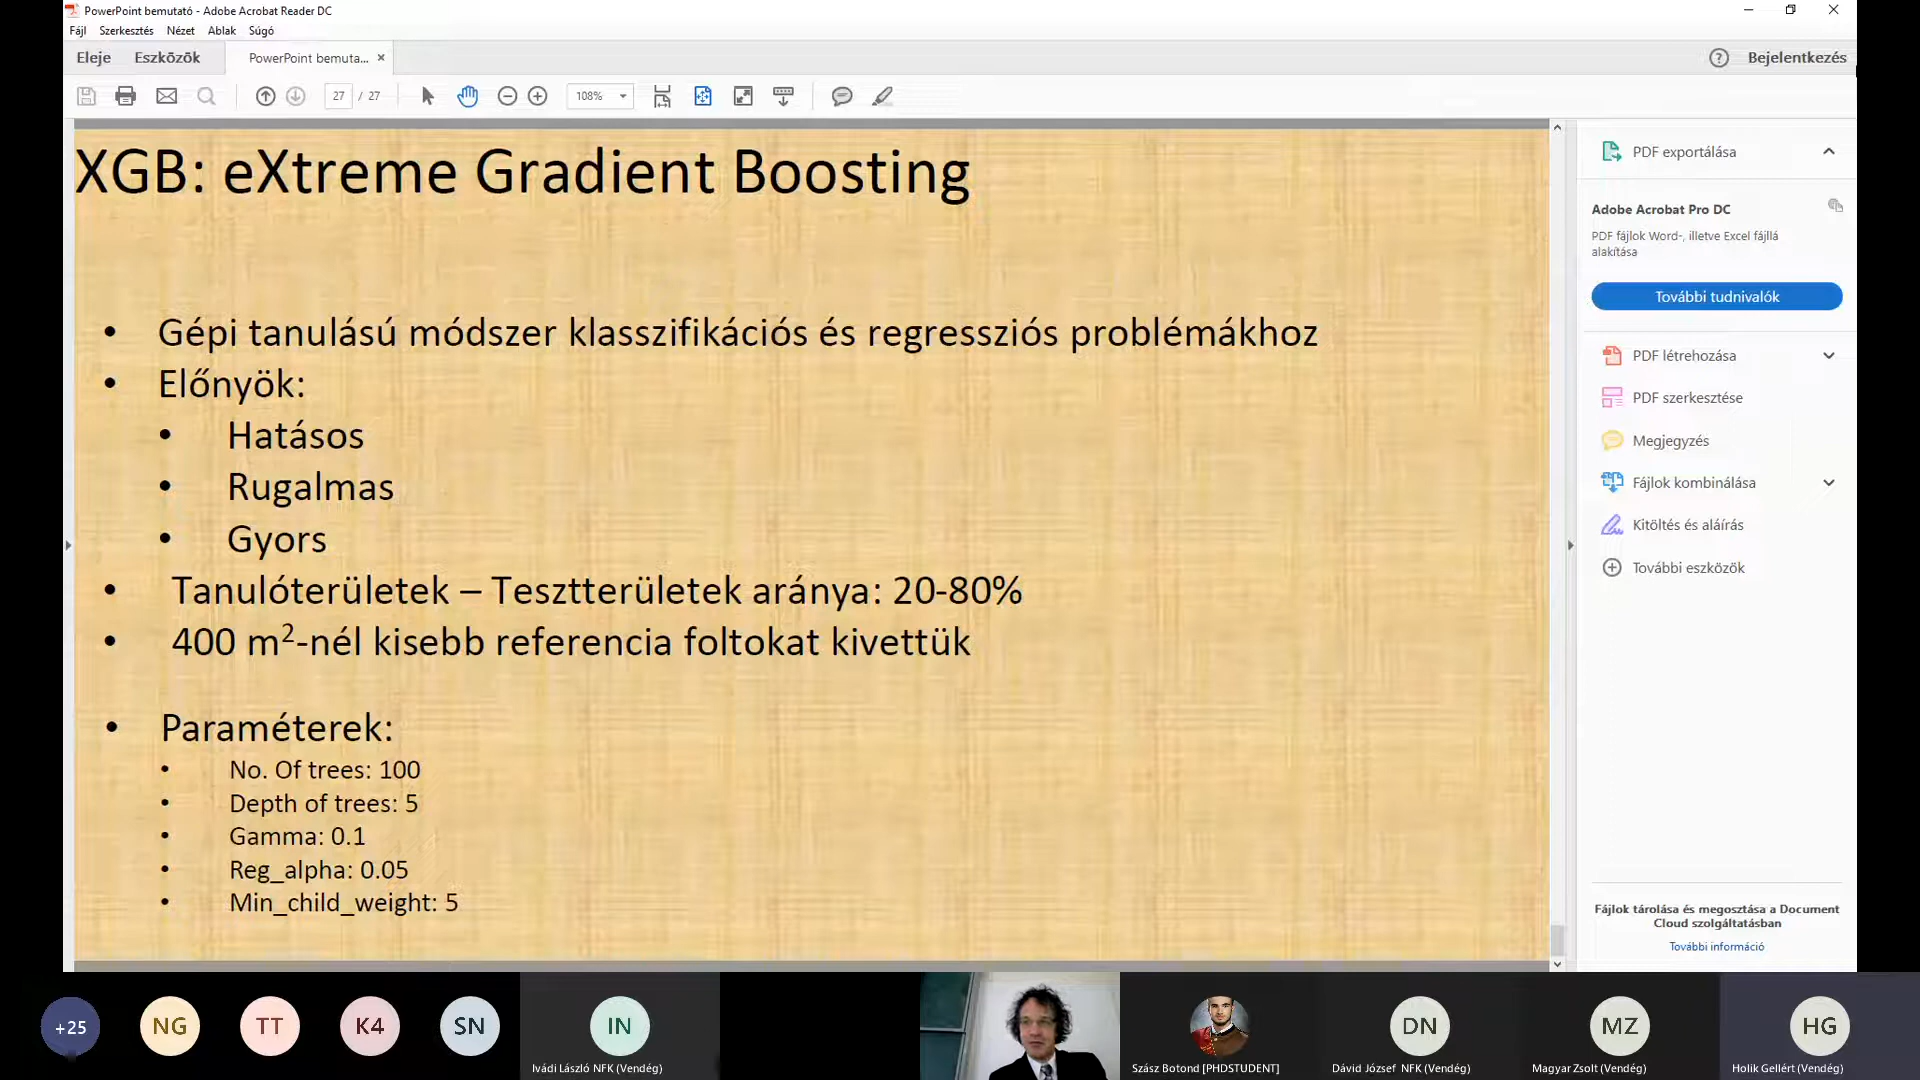 PowerPoint bemutató - Adobe Acrobat Reader DC
Fájl Szerkesztés Nézet Ablak Súgó
Eleje Eszközök PowerPoint bemuta... × Bejelentkezés
27 / 27 108%
XGB: eXtreme Gradient Boosting
• Gépi tanulású módszer klasszifikációs és regressziós problémákhoz
• Előnyök:
• Hatásos
• Rugalmas
• Gyors
• Tanulóterületek – Tesztterületek aránya: 20-80%
• 400 m²-nél kisebb referencia foltokat kivettük
• Paraméterek:
• No. Of trees: 100
• Depth of trees: 5
• Gamma: 0.1
• Reg_alpha: 0.05
• Min_child_weight: 5
PDF exportálása
Adobe Acrobat Pro DC
PDF fájlok Word-, illetve Excel fájllá
alakítása
További tudnivalók
PDF létrehozása
PDF szerkesztése
Megjegyzés
Fájlok kombinálása
Kitöltés és aláírás
További eszközök
Fájlok tárolása és megosztása a Document
Cloud szolgáltatásban
További információ
+25 NG TT K4 SN IN DN MZ HG
Ivádi László NFK (Vendég) Szász Botond [PHDSTUDENT] Dávid József NFK (Vendég) Magyar Zsolt (Vendég) Holik Gellért (Vendég)